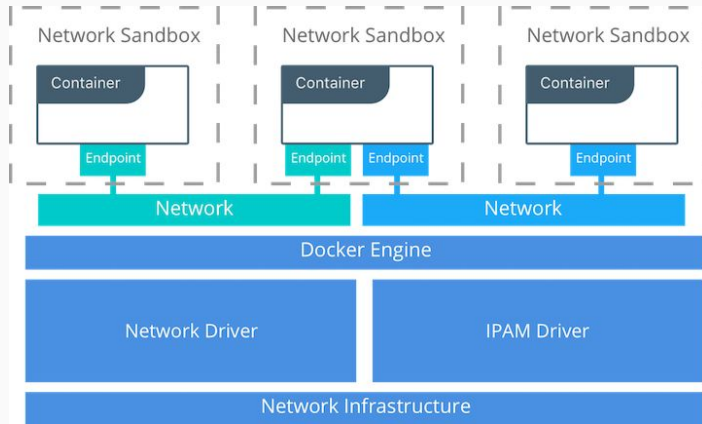 Network Sandbox
Network Sandbox
Network Sandbox
Container
Container
Container
Endpoint
Endpoint
Endpoint
Endpoint
Network
Network
Docker Engine
Network Driver
IPAM Driver
Network Infrastructure